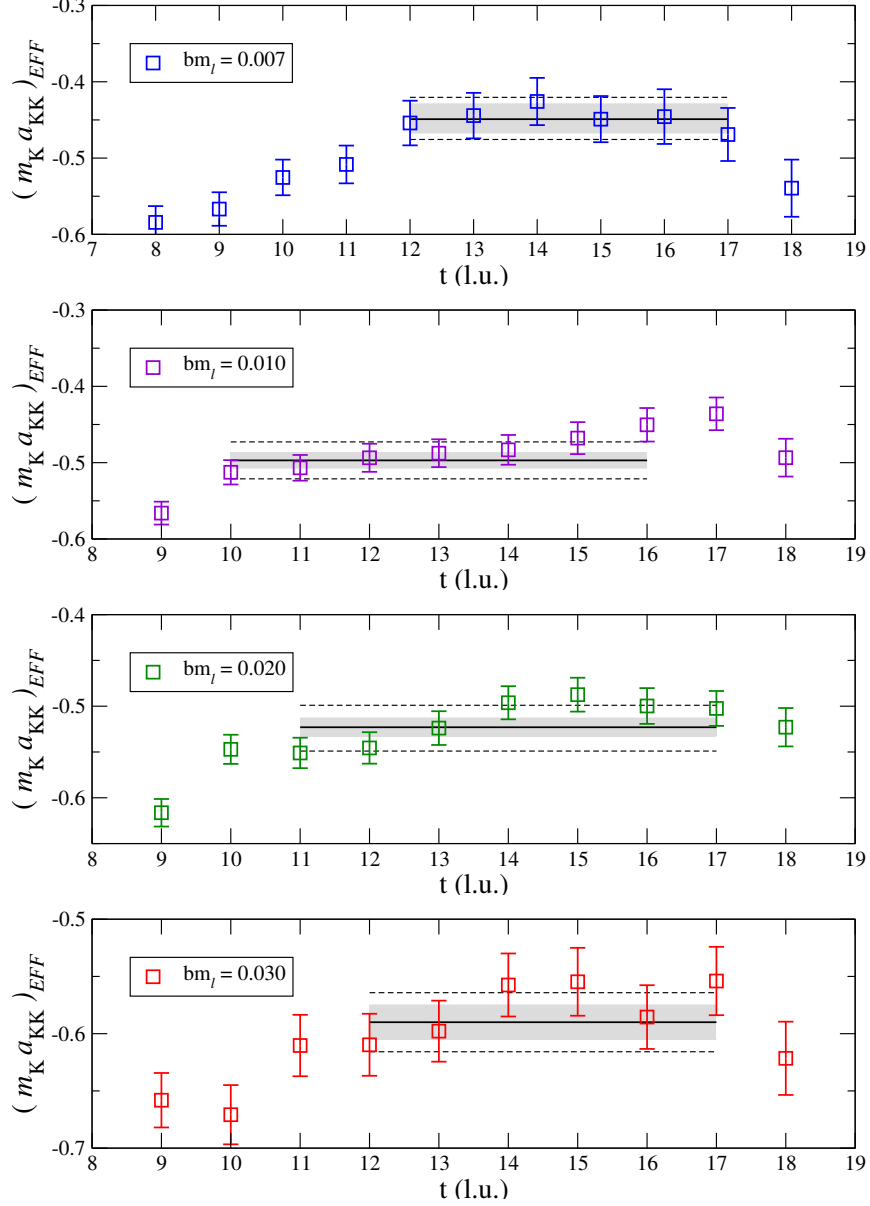 -0.3
bm_l = 0.007
-0.4
-0.5
-0.6
( m_K a_KK )_EFF
7 8 9 10 11 12 13 14 15 16 17 18 19
t (l.u.)
-0.3
bm_l = 0.010
-0.4
-0.5
-0.6
( m_K a_KK )_EFF
8 9 10 11 12 13 14 15 16 17 18 19
t (l.u.)
-0.4
bm_l = 0.020
-0.5
-0.6
( m_K a_KK )_EFF
8 9 10 11 12 13 14 15 16 17 18 19
t (l.u.)
-0.5
bm_l = 0.030
-0.6
-0.7
( m_K a_KK )_EFF
8 9 10 11 12 13 14 15 16 17 18 19
t (l.u.)